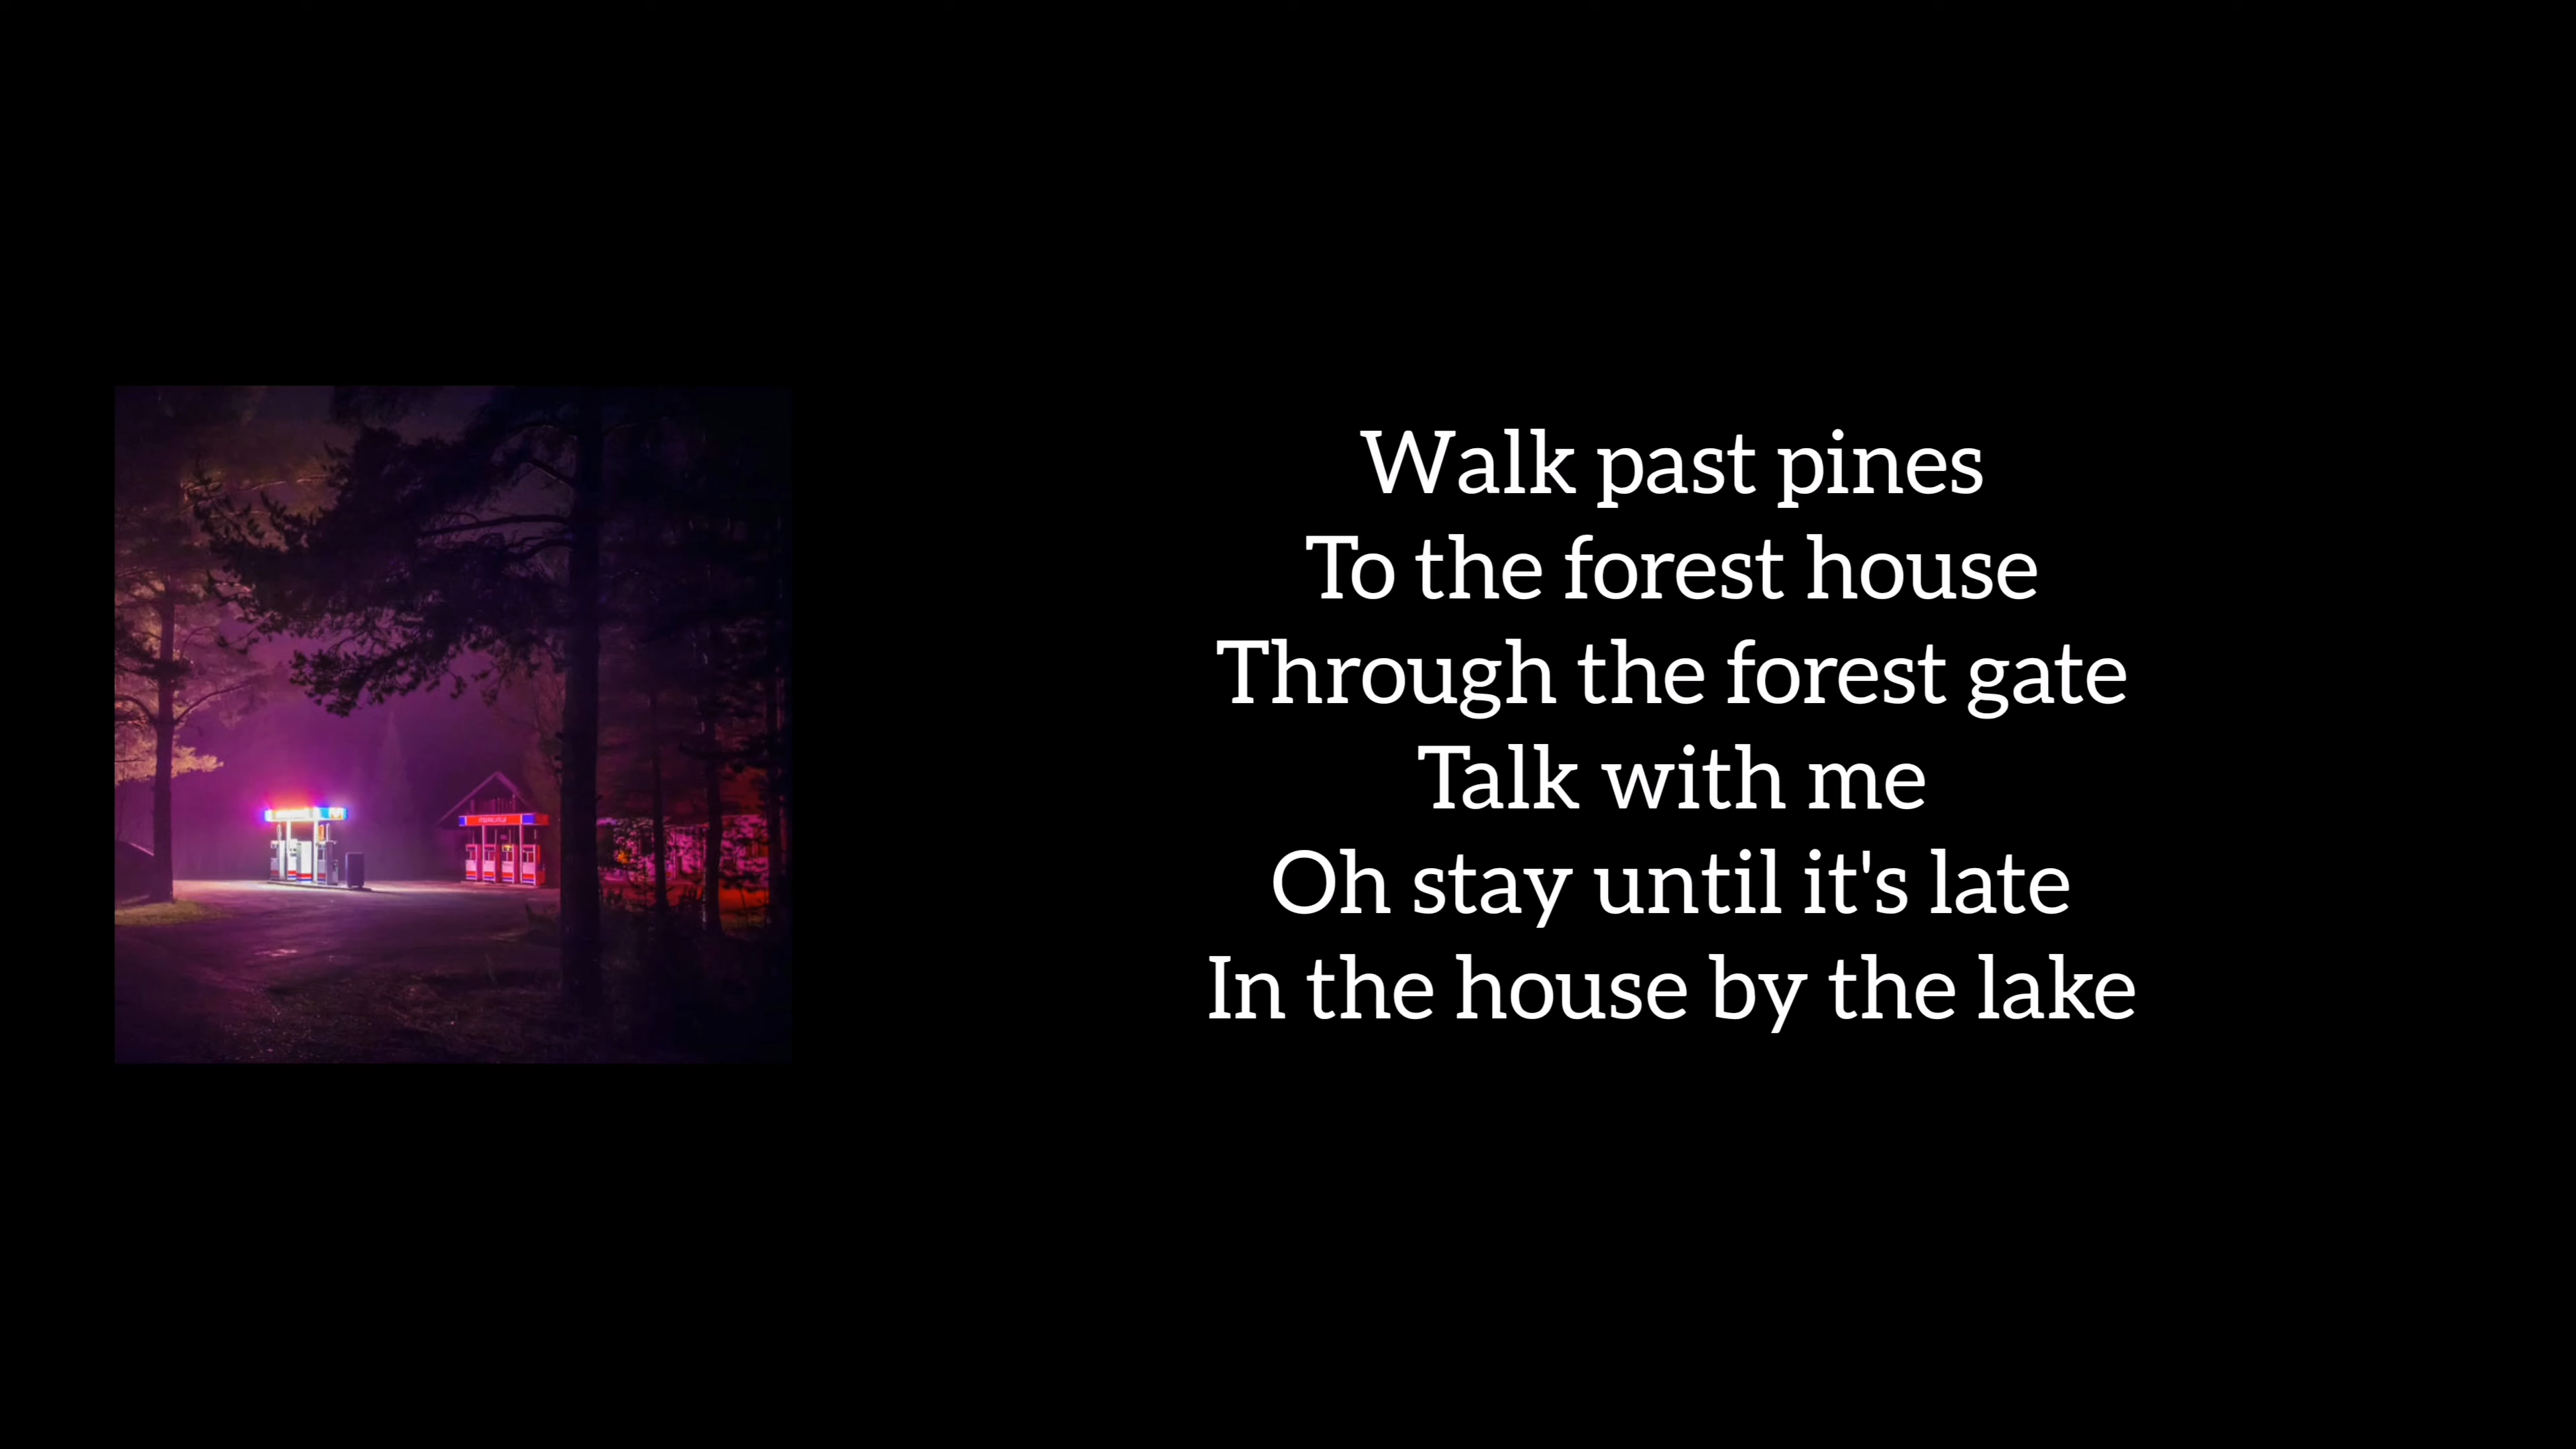 Walk past pines
To the forest house
Through the forest gate
Talk with me
Oh stay until it's late
In the house by the lake